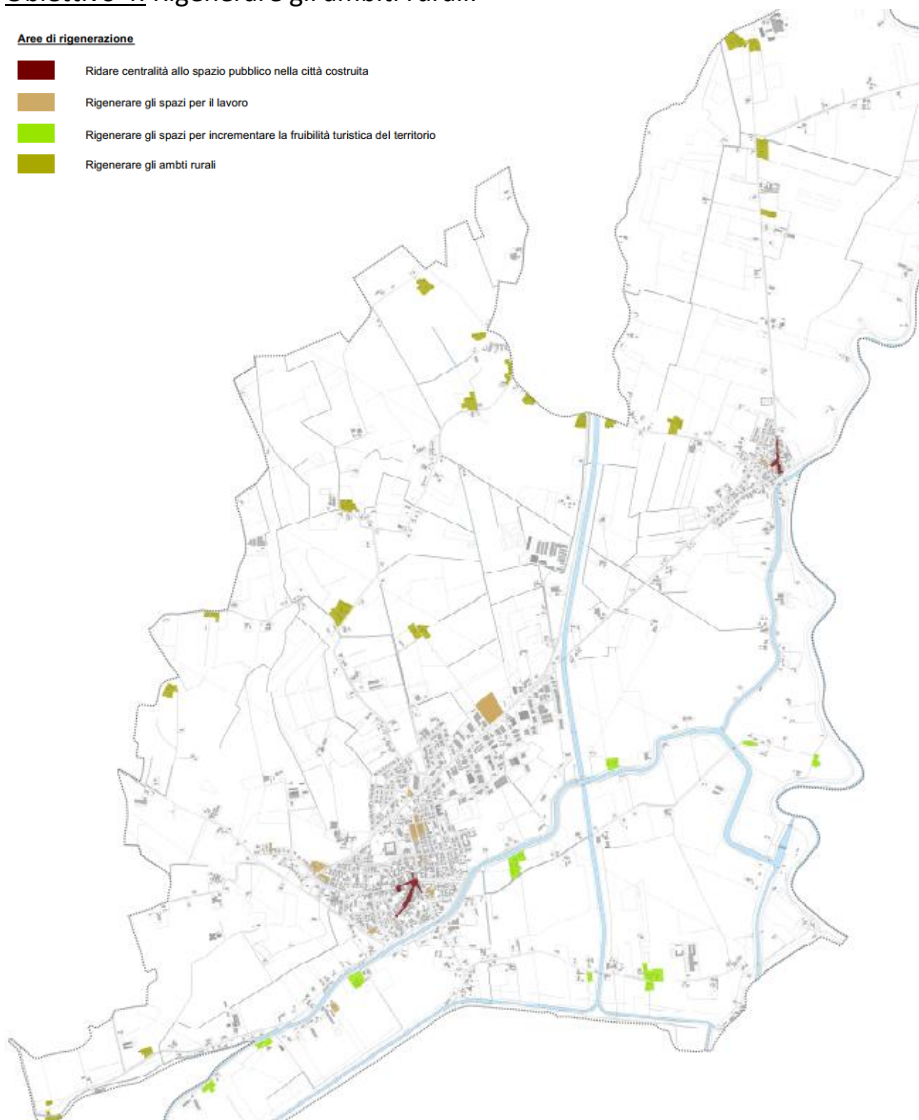 Obiettivo 4: Rigenerare gli ambiti rurali.
Aree di rigenerazione
Ridare centralità allo spazio pubblico nella città costruita
Rigenerare gli spazi per il lavoro
Rigenerare gli spazi per incrementare la fruibilità turistica del territorio
Rigenerare gli ambti rurali